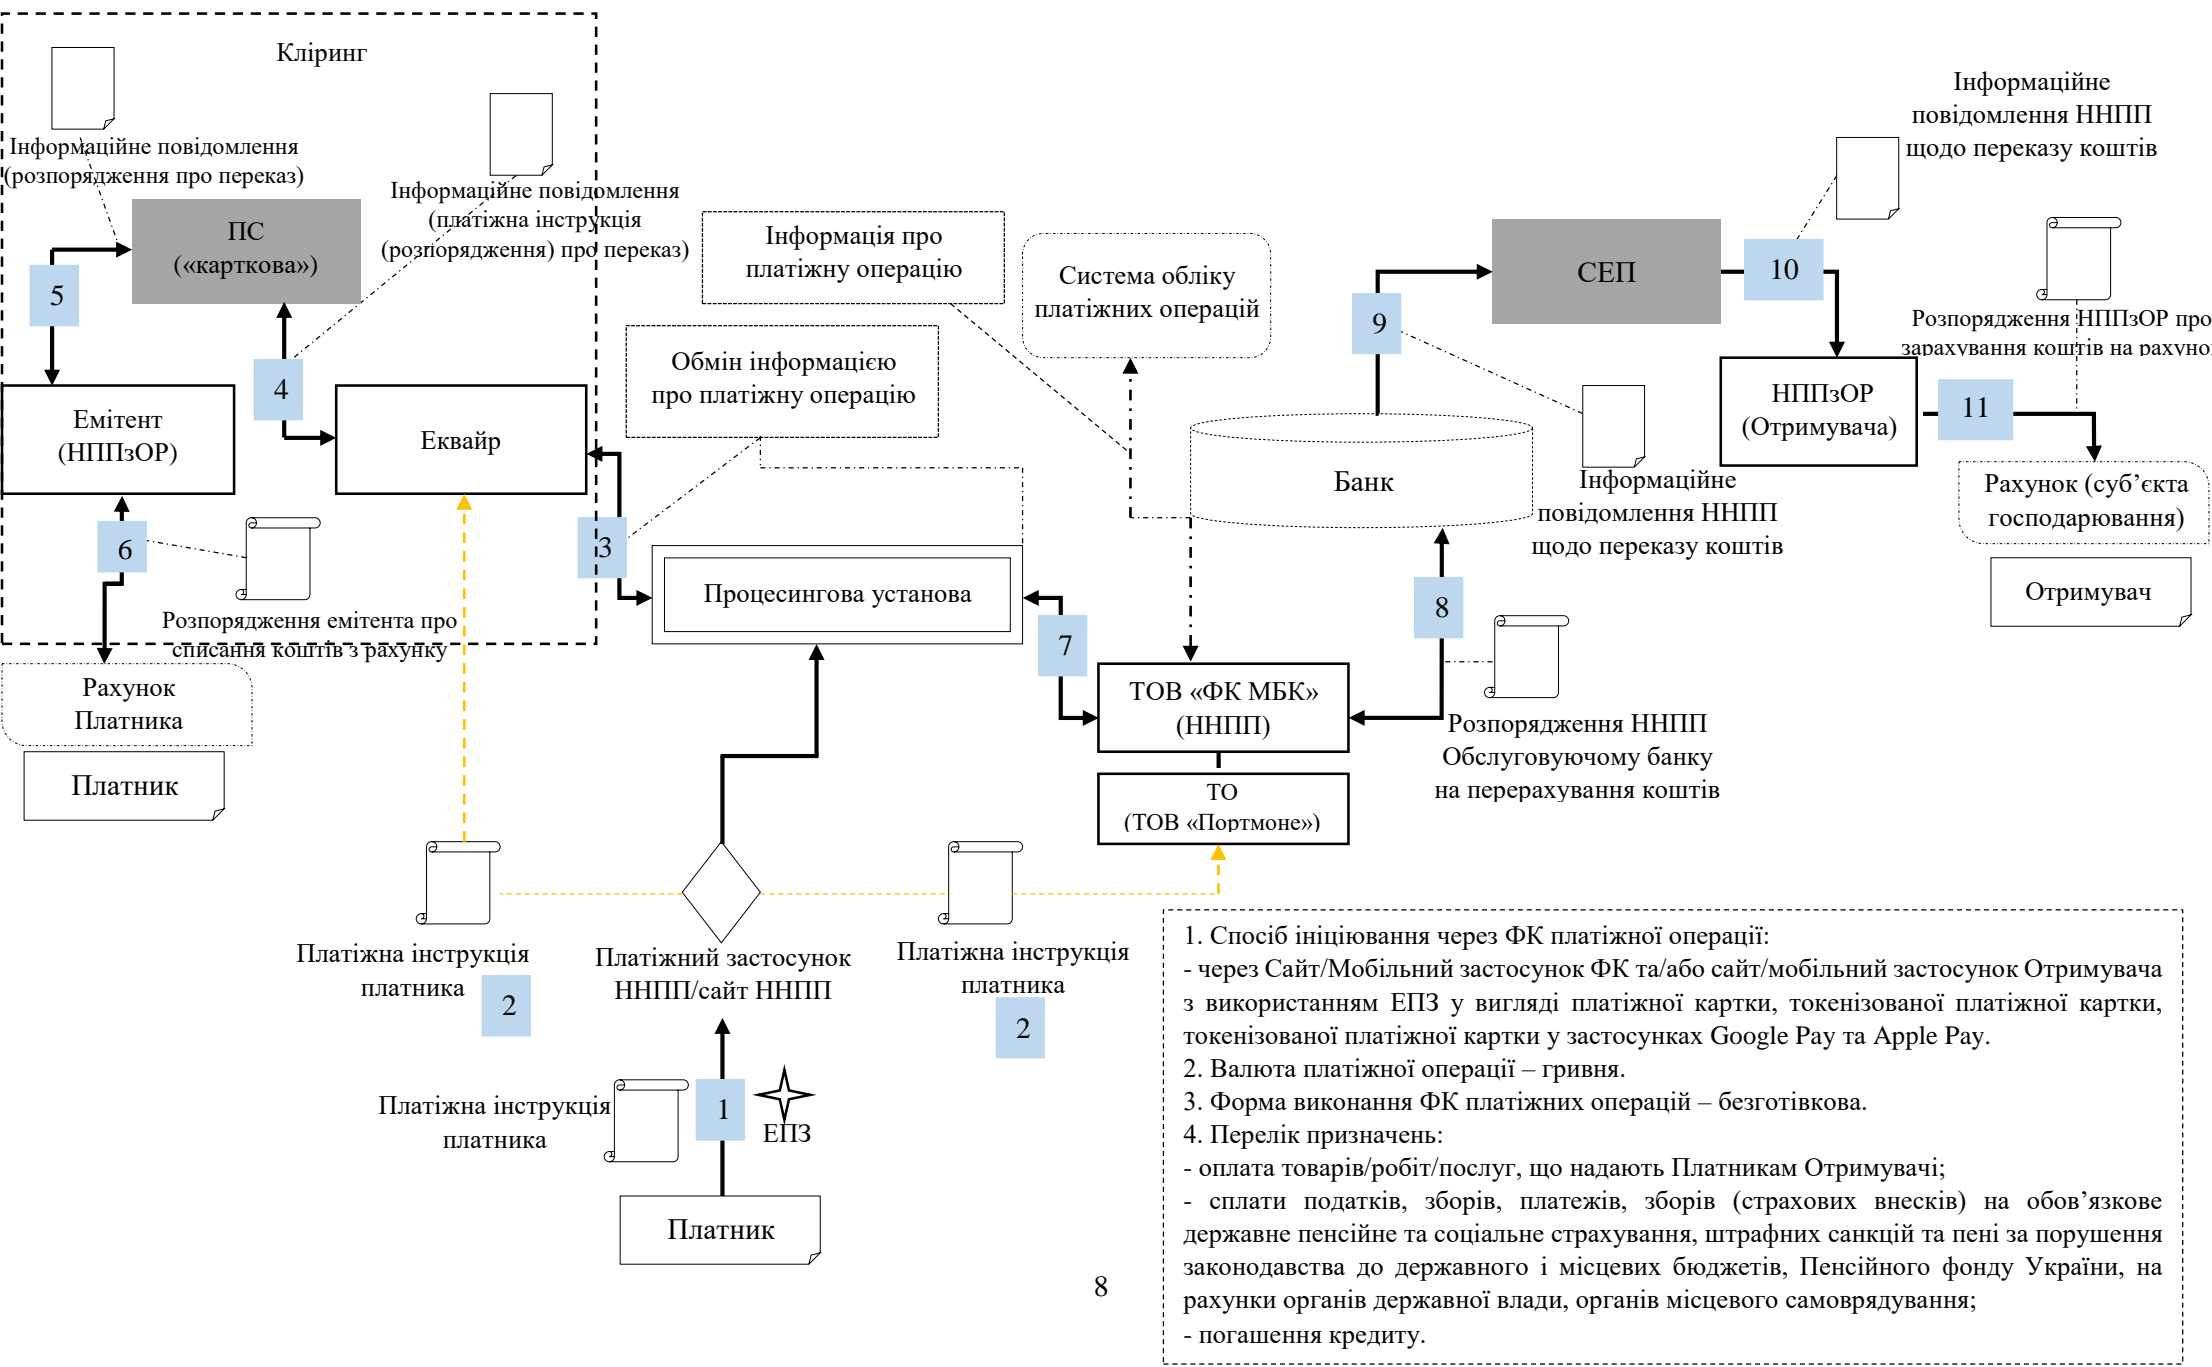 Кліринг
Інформаційне повідомлення
(розпорядження про переказ)
Інформаційне повідомлення
(платіжна інструкція
(розпорядження) про переказ)
ПС
(«карткова»)
5
4
Емітент
(НППзОР)
Еквайр
6
Розпорядження емітента про
списання коштів з рахунку
Рахунок
Платника
Платник
Інформація про
платіжну операцію
Обмін інформацією
про платіжну операцію
Система обліку
платіжних операцій
3
Процесингова установа
7
Банк
8
9
СЕП
10
Інформаційне
повідомлення ННПП
щодо переказу коштів
Інформаційне
повідомлення ННПП
щодо переказу коштів
Розпорядження НППзОР про
зарахування коштів на рахунок
НППзОР
(Отримувача)
11
Рахунок (суб’єкта
господарювання)
Отримувач
ТОВ «ФК МБК»
(ННПП)
ТО
(ТОВ «Портмоне»)
Розпорядження ННПП
Обслуговуючому банку
на перерахування коштів
Платіжна інструкція
платника
2
Платіжний застосунок
ННПП/сайт ННПП
Платіжна інструкція
платника
2
Платіжна інструкція
платника
1
ЕПЗ
Платник
1. Спосіб ініціювання через ФК платіжної операції:
- через Сайт/Мобільний застосунок ФК та/або сайт/мобільний застосунок Отримувача
з використанням ЕПЗ у вигляді платіжної картки, токенізованої платіжної картки,
токенізованої платіжної картки у застосунках Google Pay та Apple Pay.
2. Валюта платіжної операції – гривня.
3. Форма виконання ФК платіжних операцій – безготівкова.
4. Перелік призначень:
- оплата товарів/робіт/послуг, що надають Платникам Отримувачі;
- сплати податків, зборів, платежів, зборів (страхових внесків) на обов’язкове
державне пенсійне та соціальне страхування, штрафних санкцій та пені за порушення
законодавства до державного і місцевих бюджетів, Пенсійного фонду України, на
рахунки органів державної влади, органів місцевого самоврядування;
- погашення кредиту.
8